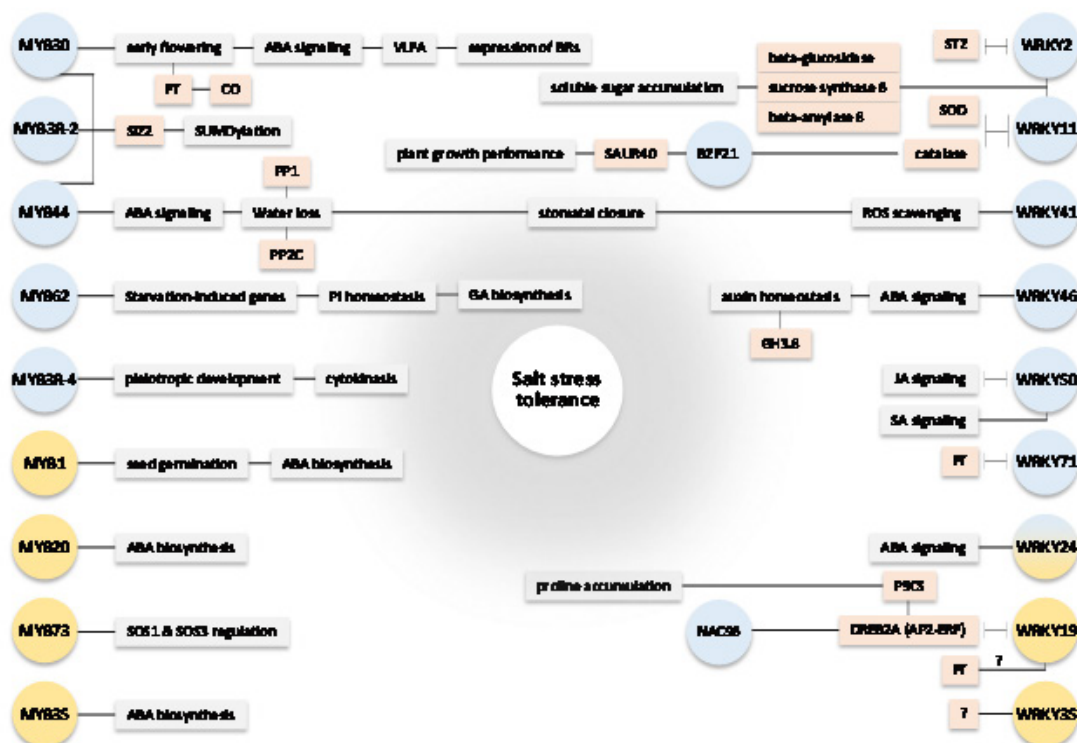 MYB30
early flowering
ABA signaling
VLFA
expression of BRs
FT
CO
MYB3R-2
SIZ2
SUMOylation
MYB44
ABA signaling
PP1
Water loss
PP2C
stomatal closure
ROS scavenging
WRKY41
ST2
WRKY2
beta-glucosidase
soluble sugar accumulation
sucrose synthase 6
beta-amylase 6
SOD
WRKY11
plant growth performance
SAUR40
BZF21
catalase
MYB62
Starvation-induced genes
PI homeostasis
GA biosynthesis
auxin homeostasis
ABA signaling
WRKY46
GH3.6
MYB3R-4
pleiotropic development
cytokinasis
Salt stress
tolerance
JA signaling
WRKY50
SA signaling
MYB1
seed germination
ABA biosynthesis
FT
WRKY71
MYB20
ABA biosynthesis
ABA signaling
WRKY24
proline accumulation
P5CS
MYB73
SOS1 & SOS3 regulation
DREB2A (AP2-ERF)
WRKY19
FT
?
MYB35
ABA biosynthesis
?
WRKY35